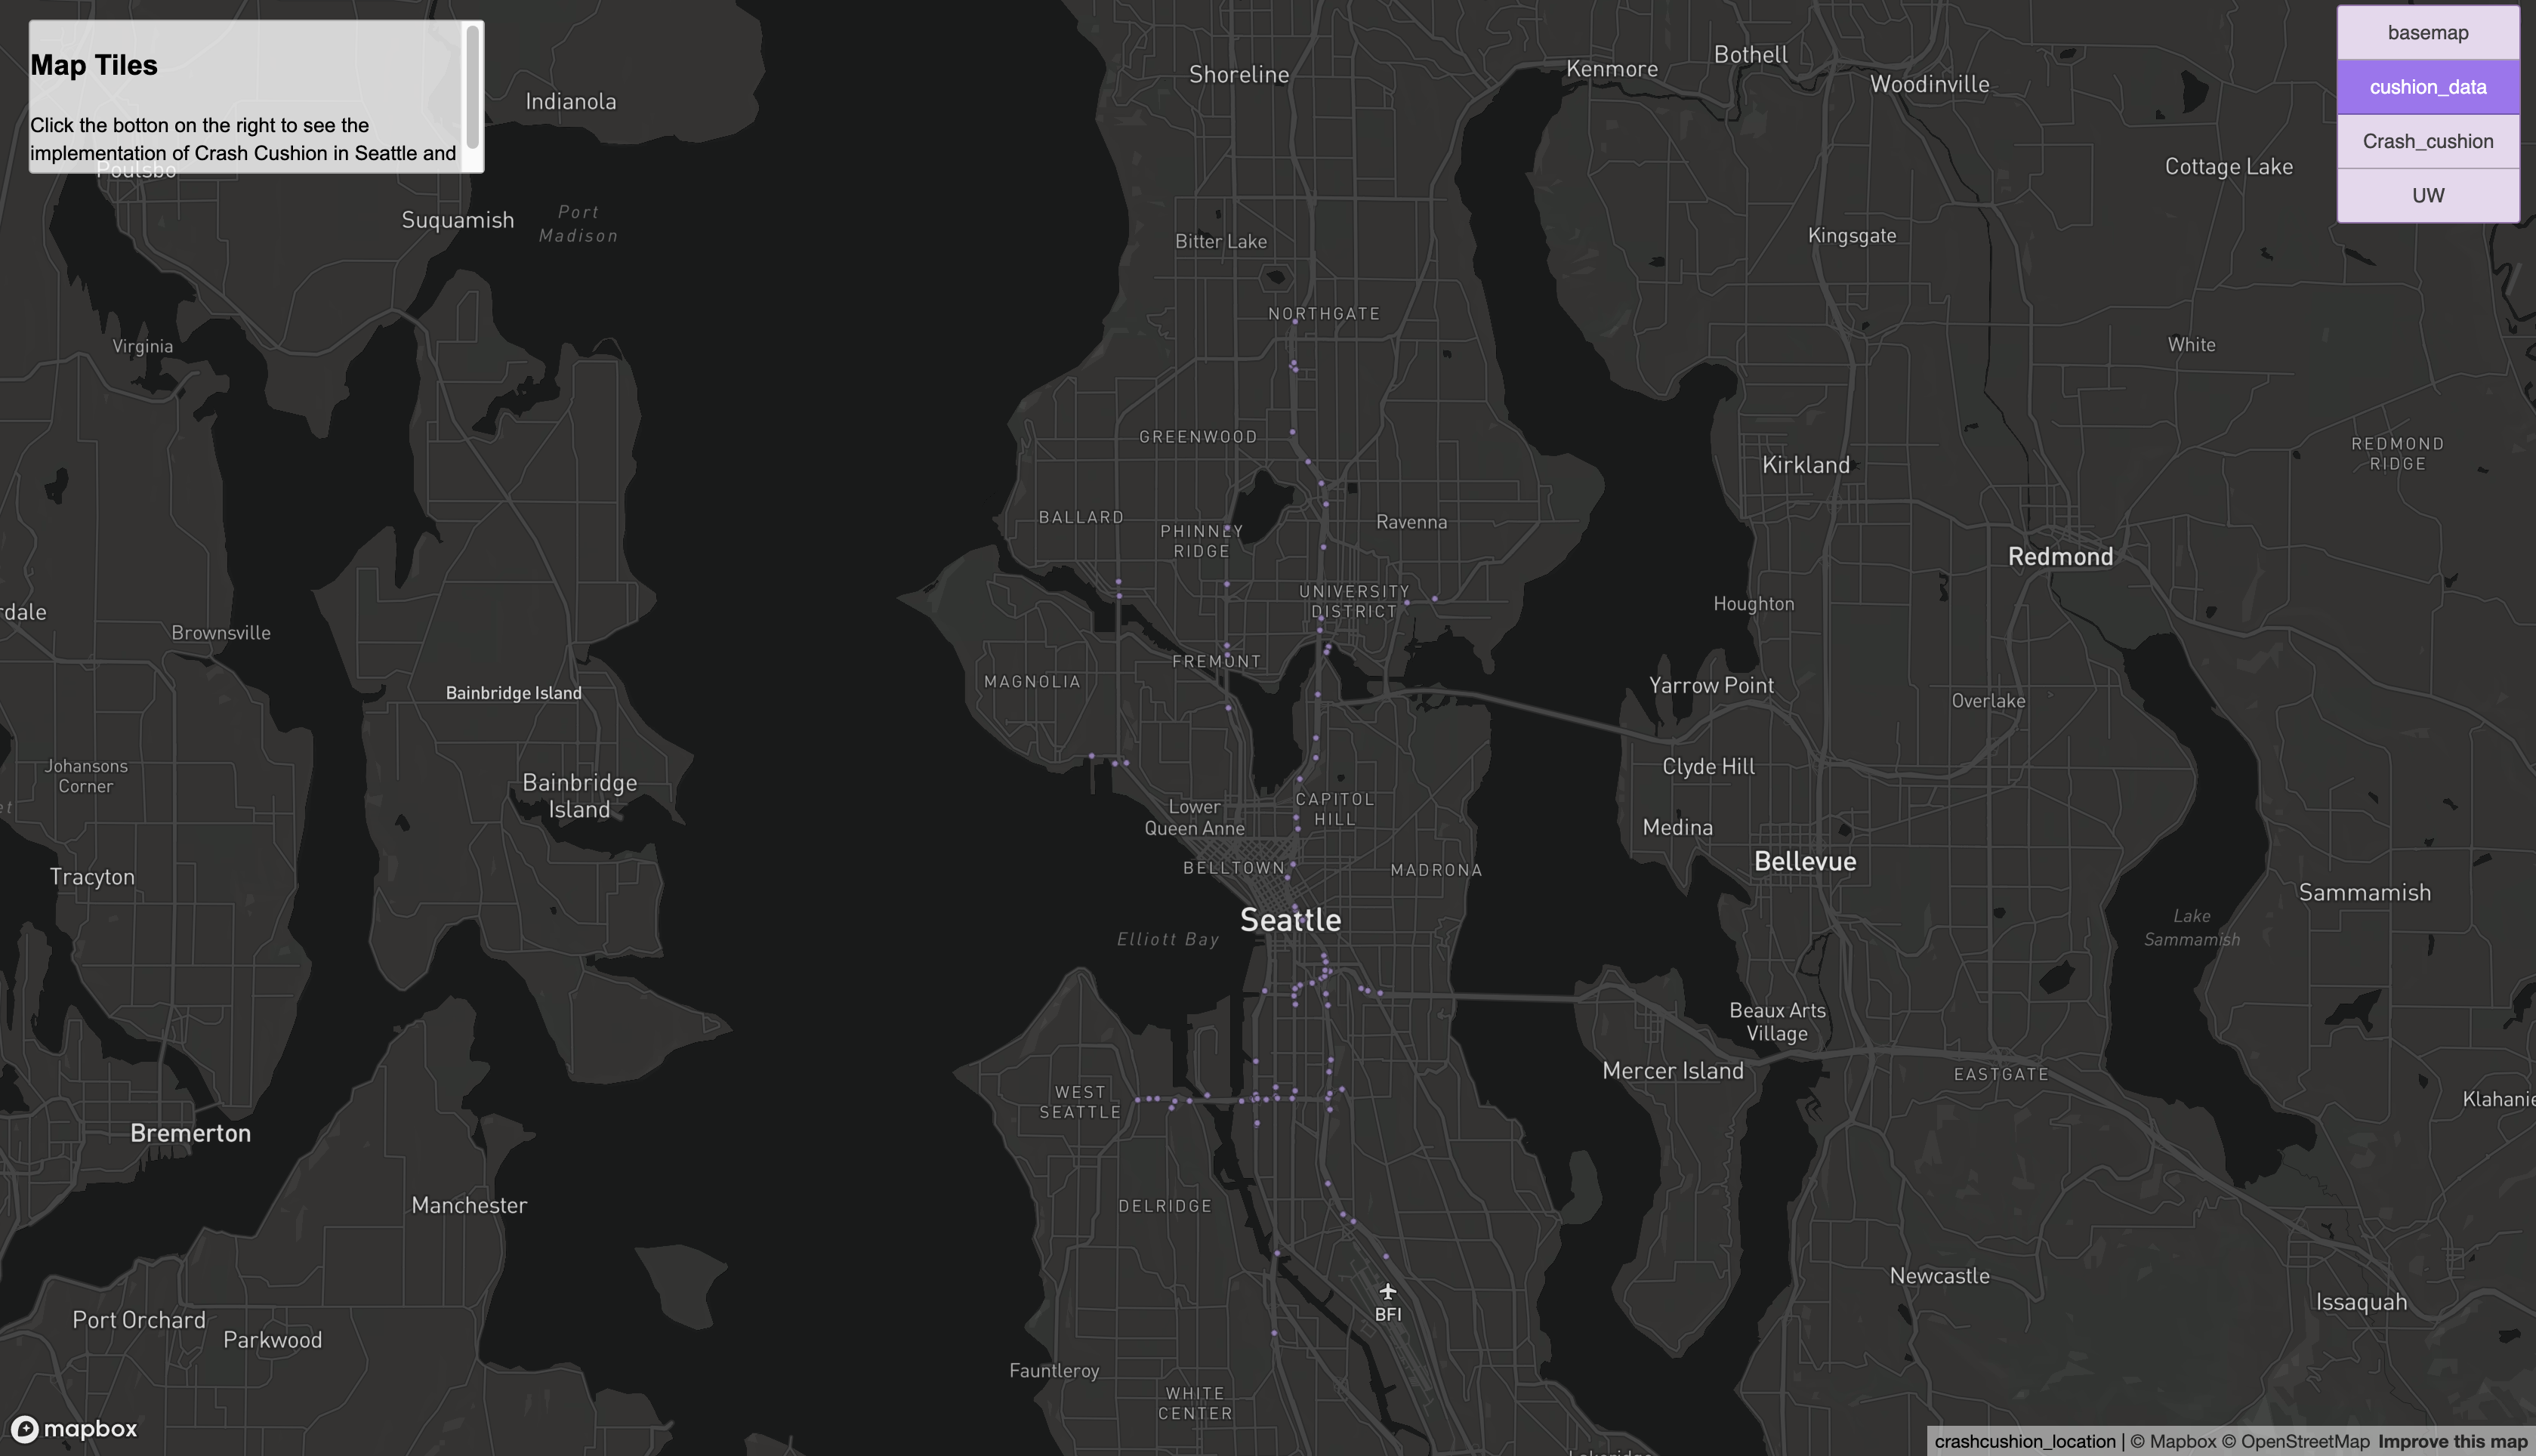 Map Tiles
Click the botton on the right to see the
implementation of Crash Cushion in Seattle and
basemap
cushion_data
Crash_cushion
UW
Shoreline
Kenmore
Bothell
Woodinville
Indianola
Poulsbo
Cottage Lake
Suquamish
Port
Madison
Bitter Lake
Kingsgate
NORTHGATE
Virginia
White
GREENWOOD
Kirkland
REDMOND
RIDGE
BALLARD
PHINNEY
RIDGE
Ravenna
Redmond
UNIVERSITY
DISTRICT
Houghton
rdale
Brownsville
FREMONT
MAGNOLIA
Bainbridge Island
Yarrow Point
Overlake
Johansons
Corner
Bainbridge
Island
Clyde Hill
Lower
Queen Anne
CAPITOL
HILL
Medina
BELLTOWN
MADRONA
Bellevue
Tracyton
Sammamish
Seattle
Elliott Bay
Lake
Sammamish
Beaux Arts
Village
Mercer Island
EASTGATE
WEST
SEATTLE
Klahanie
Bremerton
Manchester
DELRIDGE
Newcastle
BFI
Issaquah
Port Orchard
Parkwood
Fauntleroy
WHITE
CENTER
mapbox
crashcushion_location | © Mapbox © OpenStreetMap Improve this map